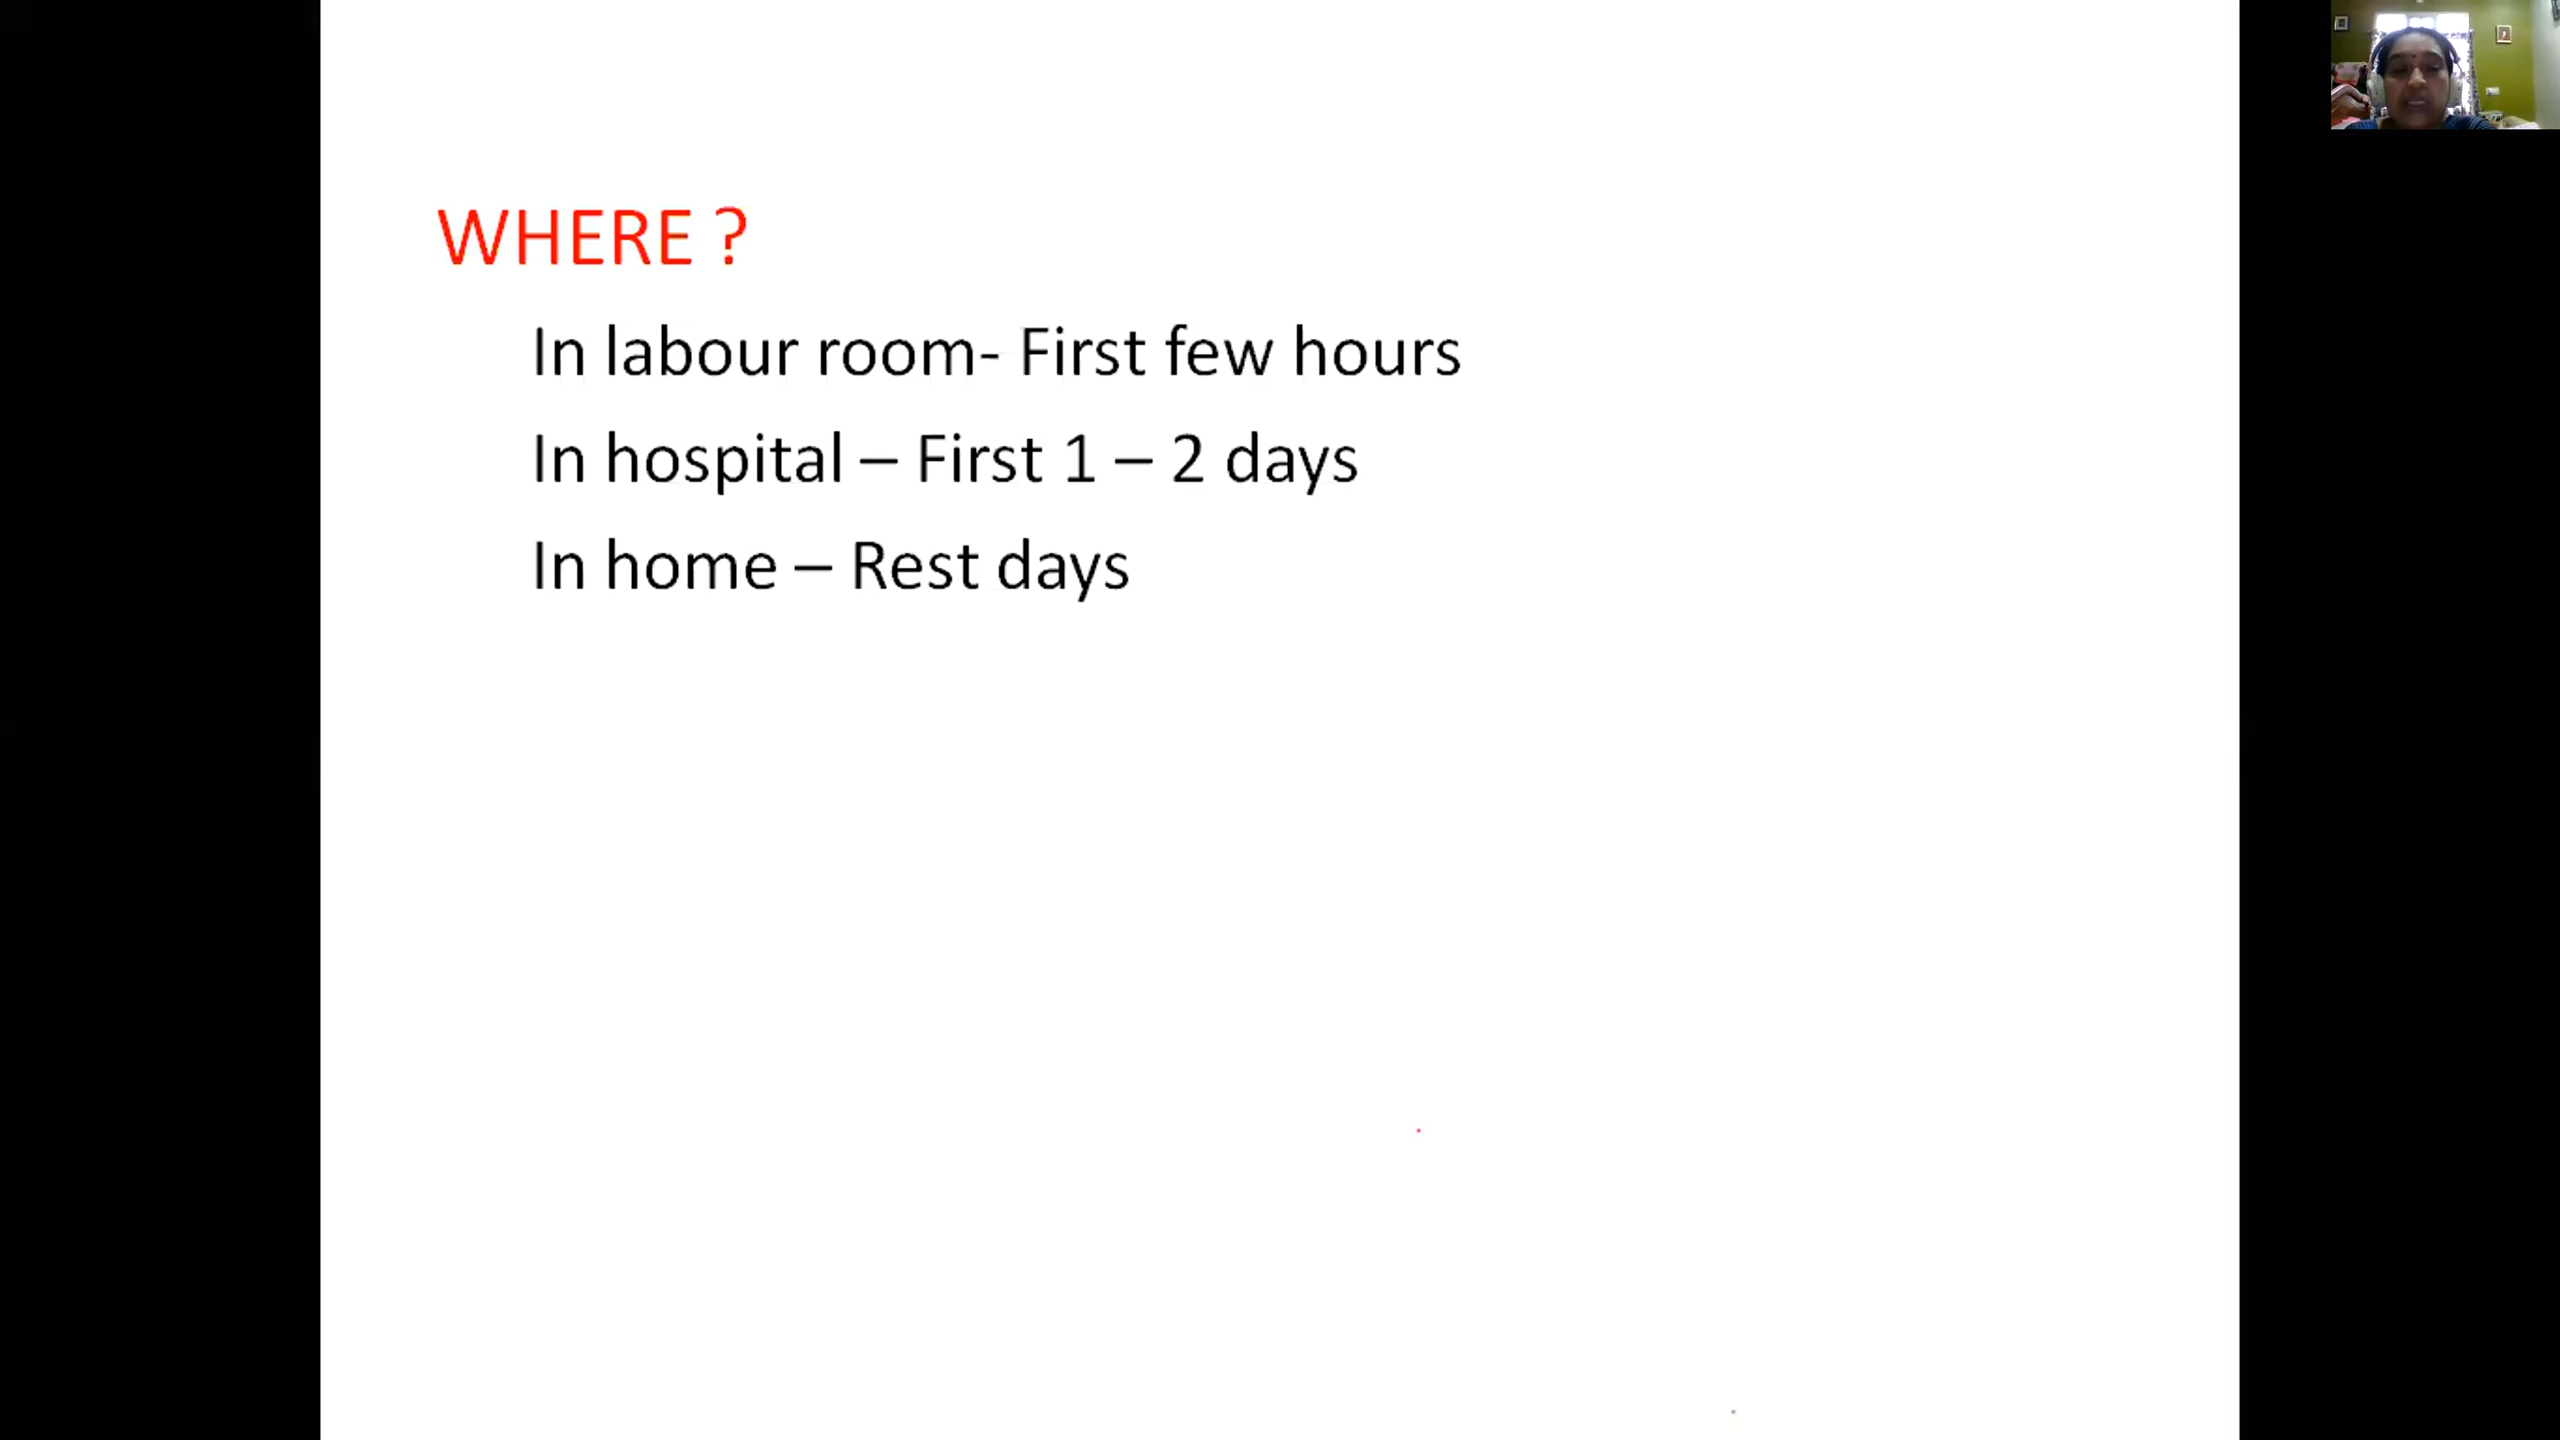 WHERE ?
In labour room- First few hours
In hospital – First 1 – 2 days
In home – Rest days